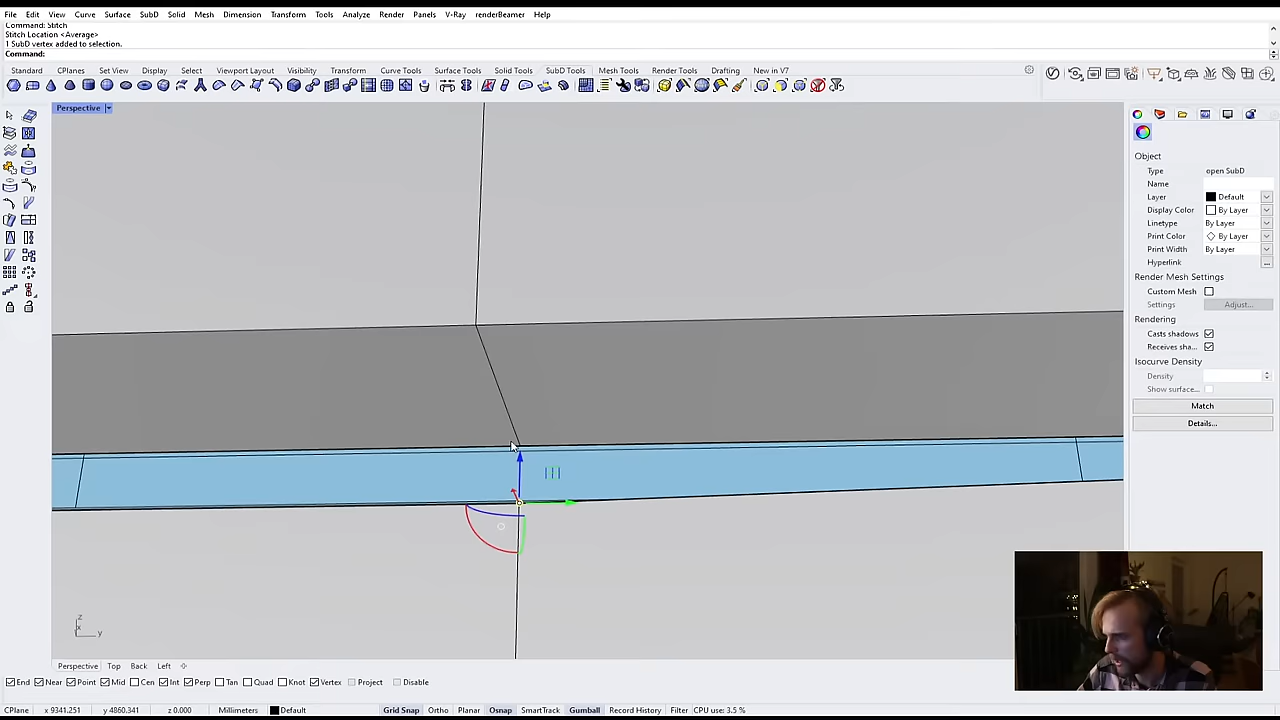 File Edit View Curve Surface SubD Solid Mesh Dimension Transform Tools Analyze Render Panels V-Ray renderBeamer Help
Command: Stitch
Stitch Location <Average>
1 SubD vertex added to selection.
Command:
Standard CPlanes Set View Display Select Viewport Layout Visibility Transform Curve Tools Surface Tools Solid Tools SubD Tools Mesh Tools Render Tools Drafting New in V7
Perspective
Object
Type open SubD
Name
Layer Default
Display Color By Layer
Linetype By Layer
Print Color By Layer
Print Width By Layer
Hyperlink ...
Render Mesh Settings
Custom Mesh
Settings Adjust...
Rendering
Casts shadows
Receives sha...
Isocurve Density
Density
Show surface...
Match
Details...
z
x
y
Perspective Top Back Left
End Near Point Mid Cen Int Perp Tan Quad Knot Vertex Project Disable
CPlane x 9341.251 y 4860.341 z 0.000 Millimeters Default Grid Snap Ortho Planar Osnap SmartTrack Gumball Record History Filter CPU use: 3.5 %